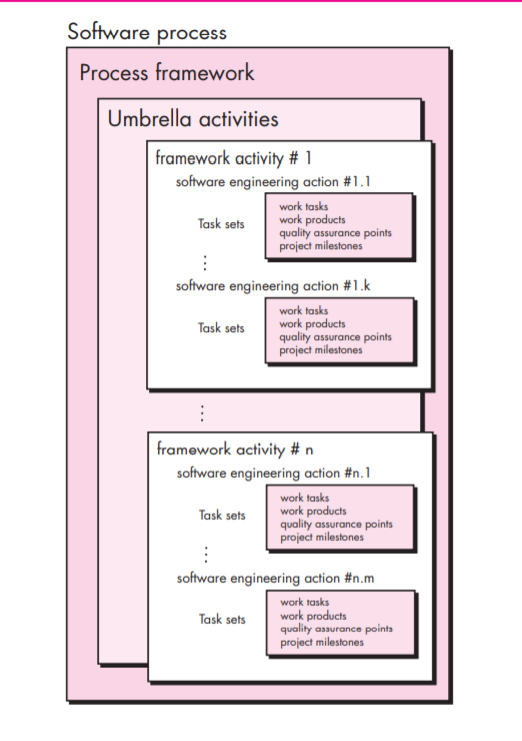 Software process
Process framework
Umbrella activities
framework activity # 1
software engineering action #1.1
Task sets
work tasks
work products
quality assurance points
project milestones
software engineering action #1.k
Task sets
work tasks
work products
quality assurance points
project milestones
framework activity # n
software engineering action #n.1
Task sets
work tasks
work products
quality assurance points
project milestones
software engineering action #n.m
Task sets
work tasks
work products
quality assurance points
project milestones